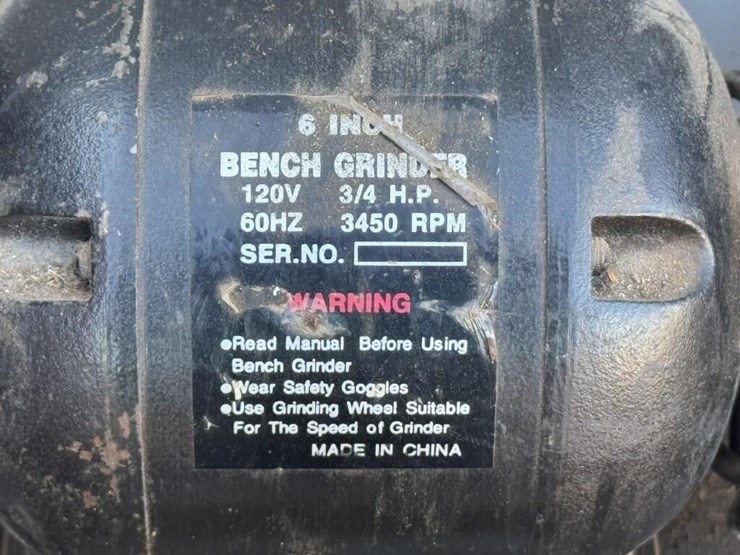 6 INCH
BENCH GRINDER
120V 3/4 H.P.
60HZ 3450 RPM
SER.NO.
WARNING
●Read Manual Before Using
Bench Grinder
●Wear Safety Goggles
●Use Grinding Wheel Suitable
For The Speed of Grinder
MADE IN CHINA